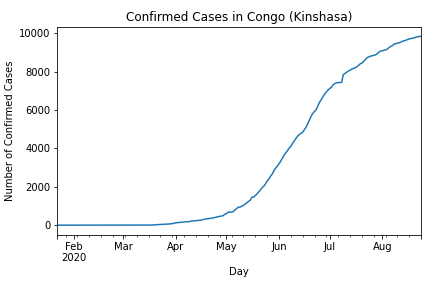 Confirmed Cases in Congo (Kinshasa)
Number of Confirmed Cases
10000
8000
6000
4000
2000
0
Feb Mar Apr May Jun Jul Aug
2020
Day